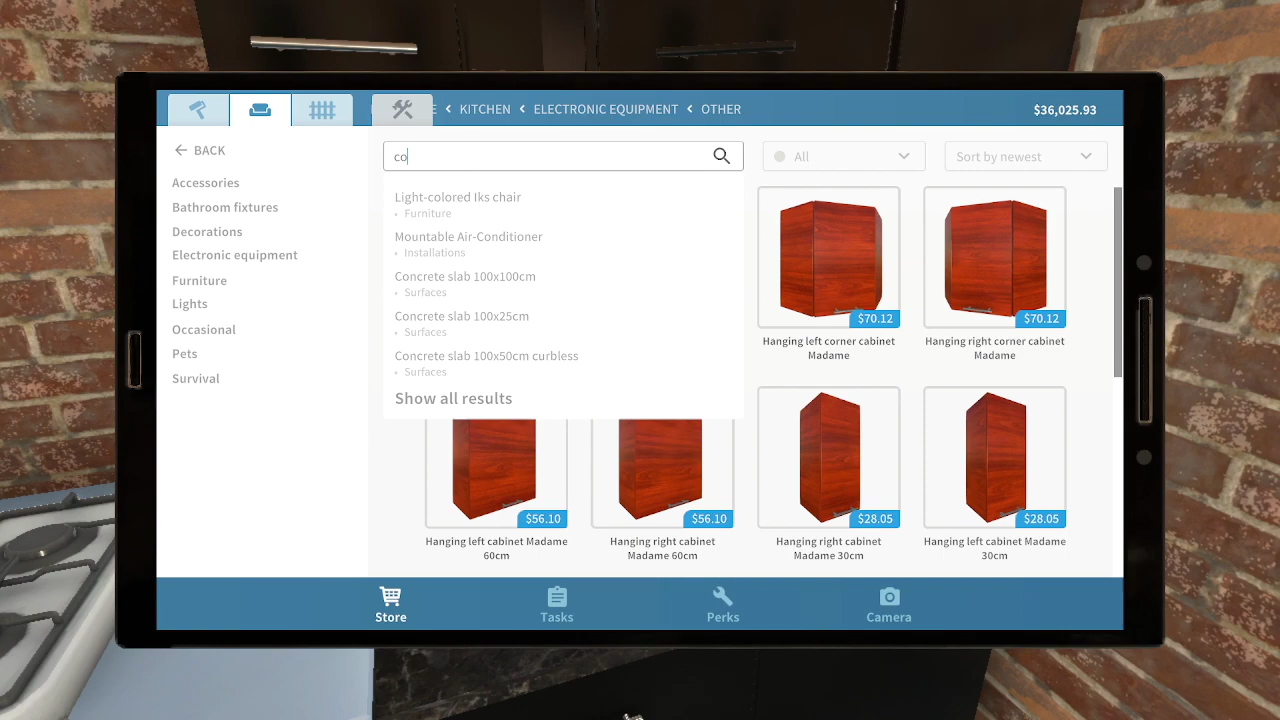 KITCHEN < ELECTRONIC EQUIPMENT < OTHER
$36,025.93
BACK
Accessories
Bathroom fixtures
Decorations
Electronic equipment
Furniture
Lights
Occasional
Pets
Survival
co
All
Sort by newest
Light-colored Iks chair
• Furniture
Mountable Air-Conditioner
• Installations
Concrete slab 100x100cm
• Surfaces
Concrete slab 100x25cm
• Surfaces
Concrete slab 100x50cm curbless
• Surfaces
Show all results
$70.12
Hanging left corner cabinet
Madame
$70.12
Hanging right corner cabinet
Madame
$56.10
Hanging left cabinet Madame
60cm
$56.10
Hanging right cabinet
Madame 60cm
$28.05
Hanging right cabinet
Madame 30cm
$28.05
Hanging left cabinet Madame
30cm
Store
Tasks
Perks
Camera